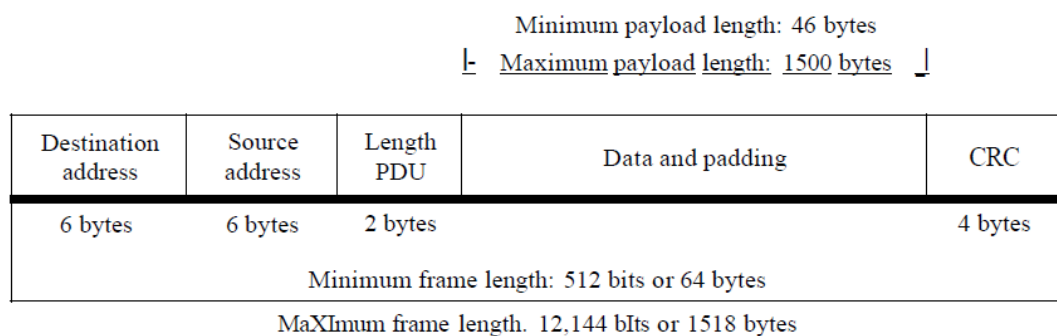 Minimum payload length: 46 bytes
|- Maximum payload length: 1500 bytes _|
Destination address
Source address
Length PDU
Data and padding
CRC
6 bytes
6 bytes
2 bytes
4 bytes
Minimum frame length: 512 bits or 64 bytes
MaXImum frame length. 12,144 bIts or 1518 bytes